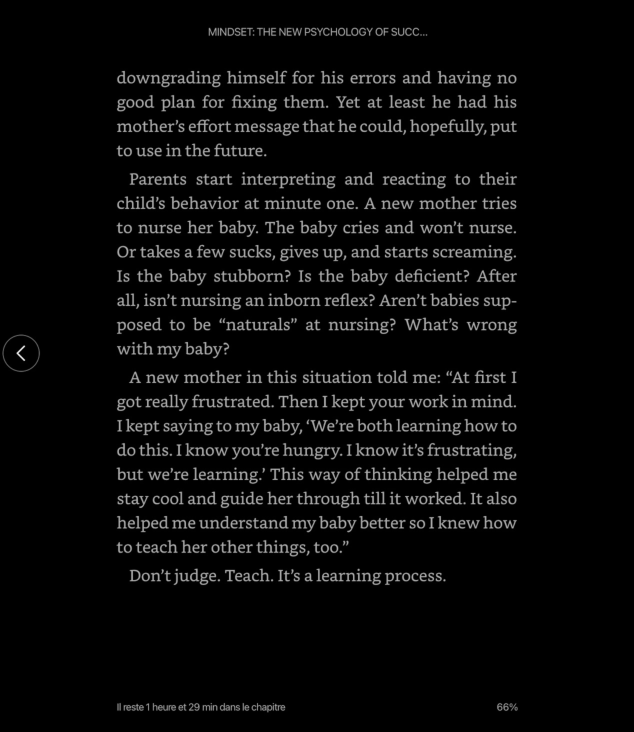 MINDSET: THE NEW PSYCHOLOGY OF SUCC...
downgrading himself for his errors and having no
good plan for fixing them. Yet at least he had his
mother's effort message that he could, hopefully, put
to use in the future.
Parents start interpreting and reacting to their
child's behavior at minute one. A new mother tries
to nurse her baby. The baby cries and won't nurse.
Or takes a few sucks, gives up, and starts screaming.
Is the baby stubborn? Is the baby deficient? After
all, isn't nursing an inborn reflex? Aren't babies sup-
posed to be “naturals” at nursing? What's wrong
with my baby?
A new mother in this situation told me: “At first I
got really frustrated. Then I kept your work in mind.
I kept saying to my baby, ‘We're both learning how to
do this. I know you're hungry. I know it's frustrating,
but we're learning.’ This way of thinking helped me
stay cool and guide her through till it worked. It also
helped me understand my baby better so I knew how
to teach her other things, too.”
Don't judge. Teach. It's a learning process.
Il reste 1 heure et 29 min dans le chapitre
66%